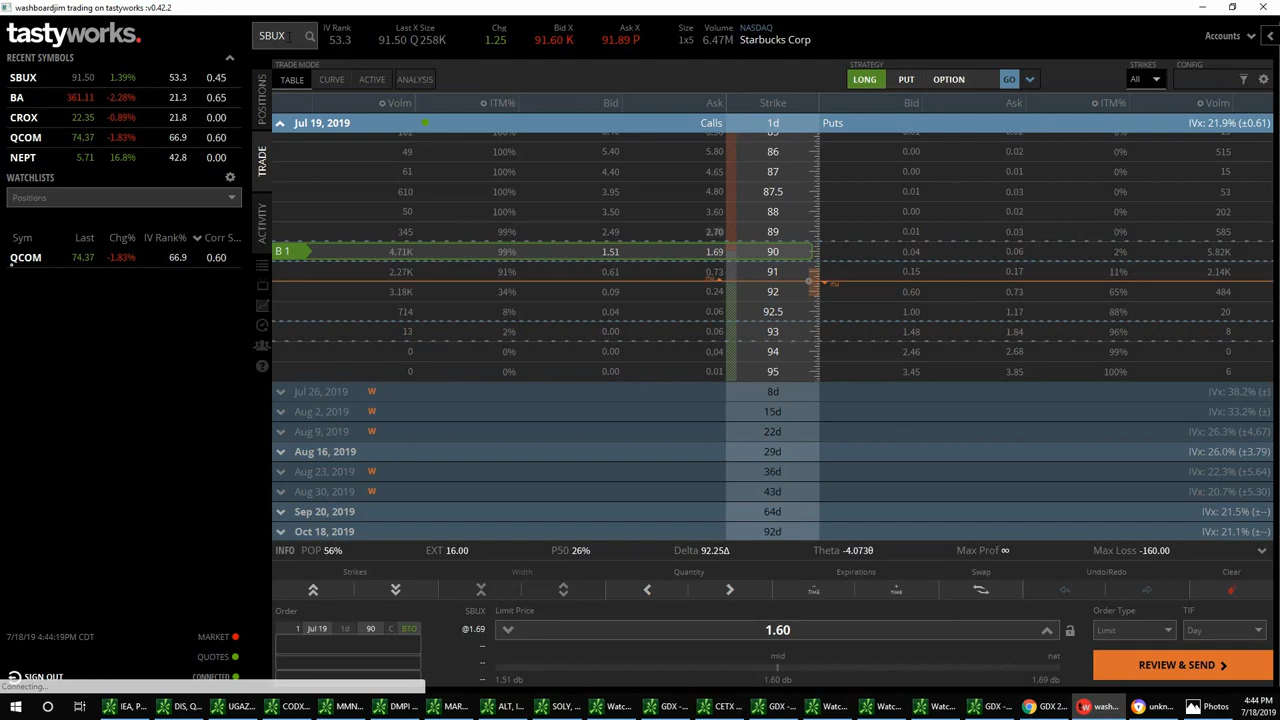 washboardjim trading on tastyworks :v0.42.2
tastyworks.
SBUX
IV Rank Last X Size Chg Bid X Ask X Size Volume NASDAQ
53.3 91.50 Q 258K 1.25 91.60 K 91.89 P 1x5 6.47M Starbucks Corp
Accounts
RECENT SYMBOLS
SBUX 91.50 1.39% 53.3 0.45
BA 361.11 -2.28% 21.3 0.65
CROX 22.35 -0.89% 21.8 0.00
QCOM 74.37 -1.83% 66.9 0.60
NEPT 5.71 16.8% 42.8 0.00
WATCHLISTS
Positions
Sym Last Chg% IV Rank% Corr S...
QCOM 74.37 -1.83% 66.9 0.60
7/18/19 4:44:19PM CDT MARKET
QUOTES
SIGN OUT CONNECTED
Connecting...
POSITIONS
TRADE
ACTIVITY
TRADE MODE STRATEGY STRIKES CONFIG
TABLE CURVE ACTIVE ANALYSIS LONG PUT OPTION GO All
Volm ITM% Bid Ask Strike Bid Ask ITM% Volm
Jul 19, 2019 Calls 1d Puts IVx: 21.9% (±0.61)
49 100% 5.40 5.80 86 0.00 0.02 0% 515
61 100% 4.40 4.65 87 0.01 0.02 0% 15
610 100% 3.95 4.80 87.5 0.01 0.03 0% 53
50 100% 3.50 3.60 88 0.01 0.02 0% 202
345 99% 2.49 2.70 89 0.01 0.03 0% 585
B 1 4.71K 99% 1.51 1.69 90 0.04 0.06 2% 5.82K
2.27K 91% 0.61 0.73 91 0.15 0.17 11% 2.14K
ITM ITM
3.18K 34% 0.09 0.24 92 0.60 0.73 65% 484
714 8% 0.04 0.06 92.5 1.00 1.17 88% 20
13 2% 0.00 0.06 93 1.48 1.84 96% 8
0 0% 0.00 0.04 94 2.46 2.68 99% 0
0 0% 0.00 0.01 95 3.45 3.85 100% 6
Jul 26, 2019 W 8d IVx: 38.2% (±)
Aug 2, 2019 W 15d IVx: 33.2% (±)
Aug 9, 2019 W 22d IVx: 26.3% (±4.67)
Aug 16, 2019 29d IVx: 26.0% (±3.79)
Aug 23, 2019 W 36d IVx: 22.3% (±5.64)
Aug 30, 2019 W 43d IVx: 20.7% (±5.30)
Sep 20, 2019 64d IVx: 21.5% (±--)
Oct 18, 2019 92d IVx: 21.1% (±--)
INFO POP 56% EXT 16.00 P50 26% Delta 92.25Δ Theta -4.073θ Max Prof ∞ Max Loss -160.00
Strikes Width Quantity Expirations Swap Undo/Redo Clear
TIME TIME
Order SBUX Limit Price Order Type TIF
1 Jul 19 1d 90 C BTO @1.69 1.60 Limit Day
--
-- mid nat
-- 1.51 db 1.60 db 1.69 db
REVIEW & SEND
IEA, P... DIS, Q... UGAZ... CODX... MMN... DMPI ... MAR... ALT, I... SOLY, ... Watc... GDX -... CETX ... GDX -... Watc... Watc... Watc... GDX -... (2) 201... wash... unkn... Photos 4:44 PM
7/18/2019